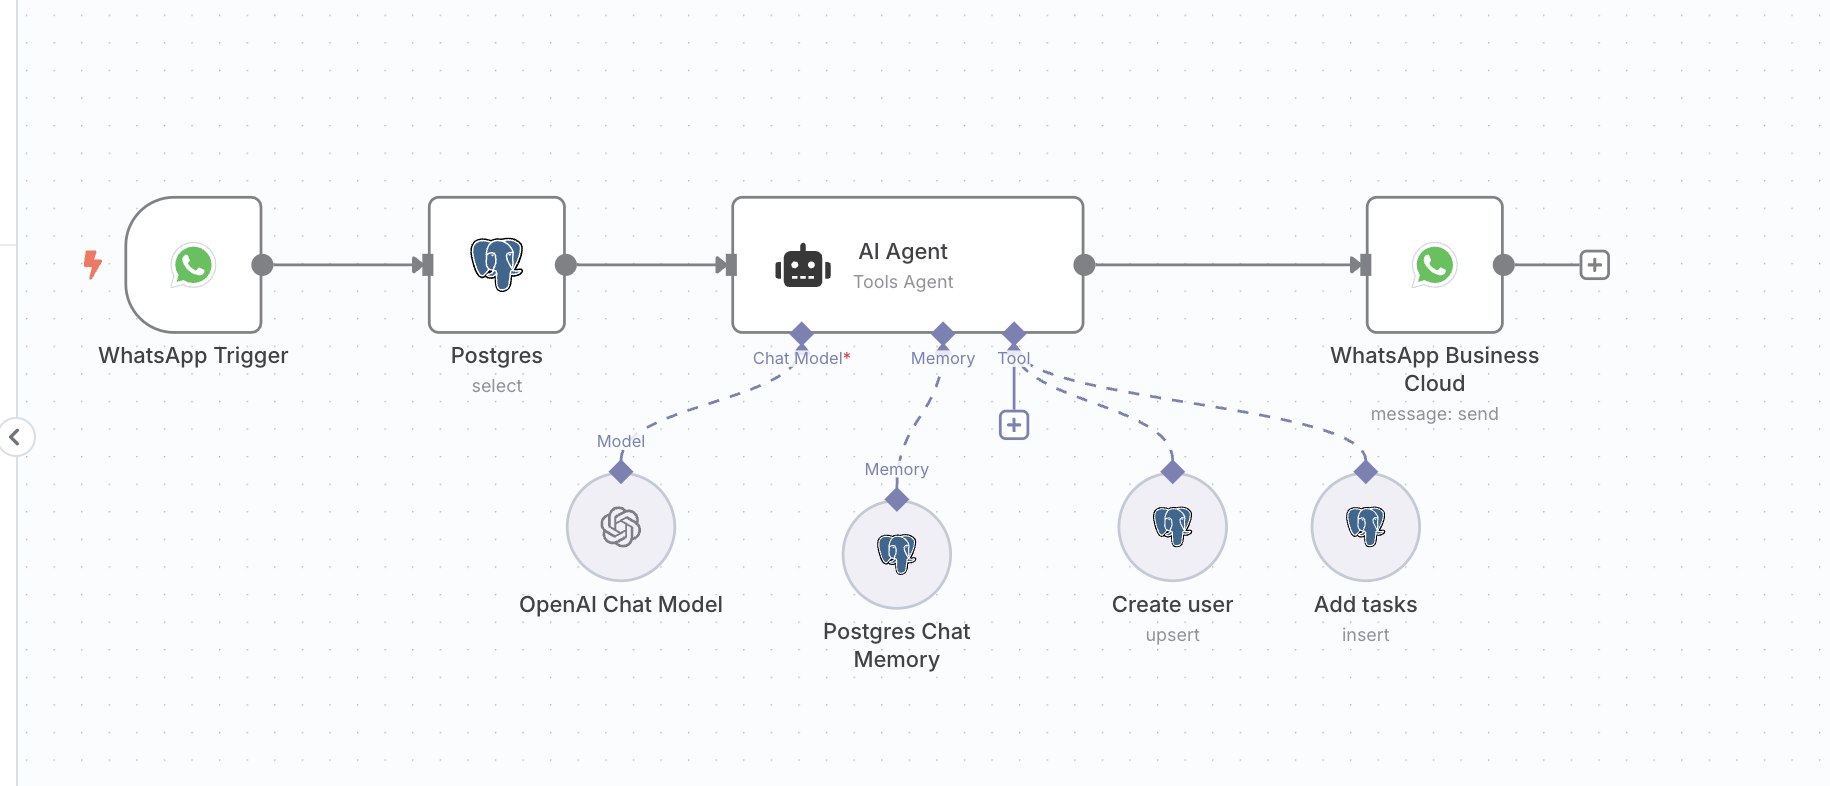 AI Agent
Tools Agent
WhatsApp Trigger
Postgres
select
Chat Model*
Memory
Tool
WhatsApp Business
Cloud
message: send
Model
Memory
OpenAI Chat Model
Postgres Chat
Memory
Create user
upsert
Add tasks
insert